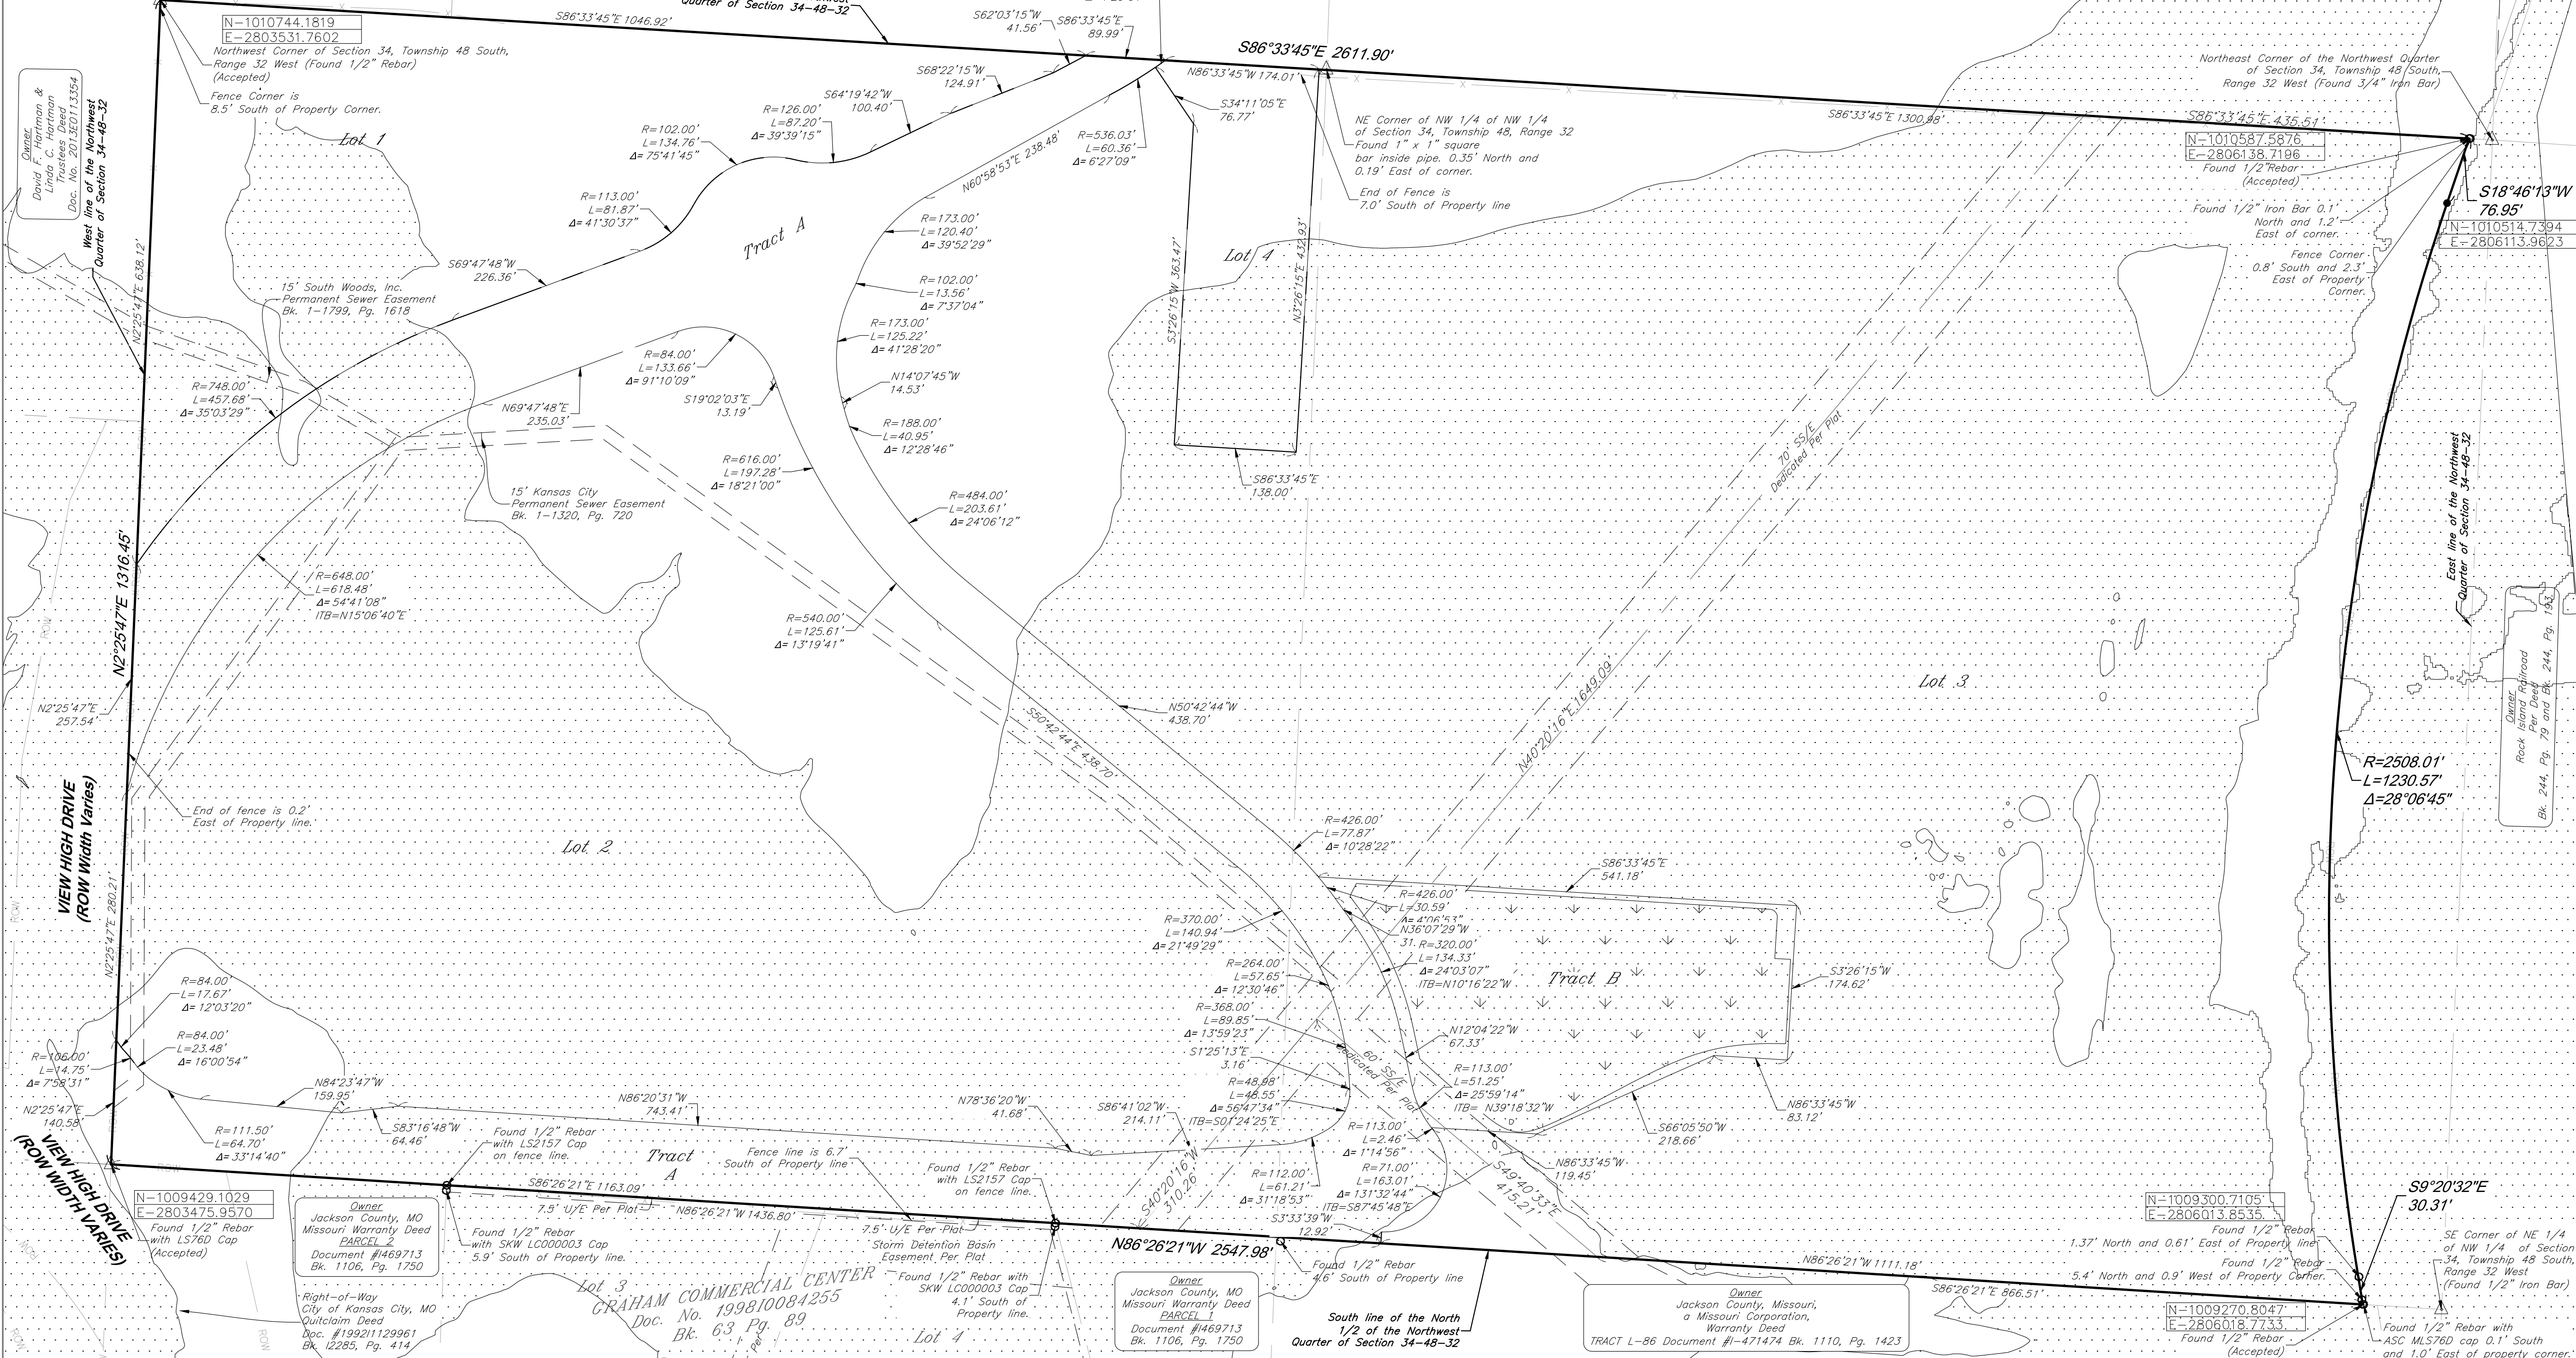 Quarter of Section 34-48-32
N-1010744.1819
E-2803531.7602
Northwest Corner of Section 34, Township 48 South,
Range 32 West (Found 1/2" Rebar)
(Accepted)
Fence Corner is
8.5' South of Property Corner.
S86°33'45"E 1046.92'
S62°03'15"W
41.56'
S86°33'45"E
89.99'
S86°33'45"E 2611.90'
N86°33'45"W 174.01'
S34°11'05"E
76.77'
NE Corner of NW 1/4 of NW 1/4
of Section 34, Township 48, Range 32
Found 1" x 1" square
bar inside pipe. 0.35' North and
0.19' East of corner.
End of Fence is
7.0' South of Property line
S86°33'45"E 1300.98'
S86°33'45"E 435.51'
Northeast Corner of the Northwest Quarter
of Section 34, Township 48 South,
Range 32 West (Found 3/4" Iron Bar)
N-1010587.5876
E-2806138.7196
Found 1/2"Rebar
(Accepted)
S18°46'13"W
76.95'
Found 1/2" Iron Bar 0.1'
North and 1.2'
East of corner.
N-1010514.7394
E-2806113.9623
Fence Corner
0.8' South and 2.3'
East of Property
Corner.
Owner
David F. Hartman &
Linda C. Hartman
Trustees Deed
Doc. No. 2013E0113354
West line of the Northwest
Quarter of Section 34-48-32
Lot 1
N2°25'47"E 638.12'
S68°22'15"W
124.91'
S64°19'42"W
100.40'
R=126.00'
L=87.20'
Δ= 39°39'15"
R=102.00'
L=134.76'
Δ= 75°41'45"
R=113.00'
L=81.87'
Δ= 41°30'37"
S69°47'48"W
226.36'
Tract A
R=536.03'
L=60.36'
Δ= 6°27'09"
N60°58'53"E 238.48'
R=173.00'
L=120.40'
Δ= 39°52'29"
R=102.00'
L=13.56'
Δ= 7°37'04"
R=173.00'
L=125.22'
Δ= 41°28'20"
N14°07'45"W
14.53'
R=188.00'
L=40.95'
Δ= 12°28'46"
R=484.00'
L=203.61'
Δ= 24°06'12"
Lot 4
S3°26'15"W 363.47'
N3°26'15"E 432.93'
S86°33'45"E
138.00'
15' South Woods, Inc.
Permanent Sewer Easement
Bk. 1-1799, Pg. 1618
R=748.00'
L=457.68'
Δ= 35°03'29"
R=84.00'
L=133.66'
Δ= 91°10'09"
S19°02'03"E
13.19'
N69°47'48"E
235.03'
R=616.00'
L=197.28'
Δ= 18°21'00"
15' Kansas City
Permanent Sewer Easement
Bk. 1-1320, Pg. 720
R=648.00'
L=618.48'
Δ= 54°41'08"
ITB=N15°06'40"E
R=540.00'
L=125.61'
Δ= 13°19'41"
N2°25'47"E 1316.45'
N2°25'47"E
257.54'
S50°42'44"E 438.70'
N50°42'44"W
438.70'
70' SS/E
Dedicated Per Plat
N40°20'16"E 1649.09'
Lot 3
East line of the Northwest
Quarter of Section 34-48-32
Owner
Rock Island Railroad
Per Deed
Bk. 244, Pg. 79 and Bk. 244, Pg. 193
R=2508.01'
L=1230.57'
Δ=28°06'45"
End of fence is 0.2'
East of Property line.
VIEW HIGH DRIVE
(ROW Width Varies)
ROW
ROW
N2°25'47"E 280.21'
Lot 2
R=426.00'
L=77.87'
Δ= 10°28'22"
S86°33'45"E
541.18'
R=426.00'
L=30.59'
Δ= 4°06'53"
N36°07'29"W
31.
R=320.00'
L=134.33'
Δ= 24°03'07"
ITB=N10°16'22"W
R=370.00'
L=140.94'
Δ= 21°49'29"
R=264.00'
L=57.65'
Δ= 12°30'46"
R=368.00'
L=89.85'
Δ= 13°59'23"
S1°25'13"E
3.16'
R=48.98'
L=48.55'
Δ= 56°47'34"
ITB=S01°24'25"E
Tract B
S3°26'15"W
174.62'
N12°04'22"W
67.33'
60' SS/E
Dedicated Per Plat
R=113.00'
L=51.25'
Δ= 25°59'14"
ITB= N39°18'32"W
N86°33'45"W
83.12'
S66°05'50"W
218.66'
R=113.00'
L=2.46'
Δ= 1°14'56"
R=71.00'
L=163.01'
Δ= 131°32'44"
ITB=S87°45'48"E
N86°33'45"W
119.45'
S49°40'33"E
415.21'
R=112.00'
L=61.21'
Δ= 31°18'53"
S3°33'39"W
12.92'
R=84.00'
L=17.67'
Δ= 12°03'20"
R=84.00'
L=23.48'
Δ= 16°00'54"
R=106.00'
L=14.75'
Δ= 7°58'31"
N2°25'47"E
140.58'
R=111.50'
L=64.70'
Δ= 33°14'40"
N84°23'47"W
159.95'
S83°16'48"W
64.46'
N86°20'31"W
743.41'
N78°36'20"W
41.68'
S86°41'02"W
214.11'
S40°20'16"W
310.26'
VIEW HIGH DRIVE
(ROW WIDTH VARIES)
ROW
N-1009429.1029
E-2803475.9570
Found 1/2" Rebar
with LS76D Cap
(Accepted)
Found 1/2" Rebar
with LS2157 Cap
on fence line.
Tract
A
Fence line is 6.7'
South of Property line
Found 1/2" Rebar
with LS2157 Cap
on fence line.
S86°26'21"E 1163.09'
7.5' U/E Per Plat
N86°26'21"W 1436.80'
7.5' U/E Per Plat
N86°26'21"W 2547.98'
Storm Detention Basin
Easement Per Plat
Owner
Jackson County, MO
Missouri Warranty Deed
PARCEL 2
Document #I469713
Bk. 1106, Pg. 1750
Found 1/2" Rebar
with SKW LC000003 Cap
5.9' South of Property line.
Right-of-Way
City of Kansas City, MO
Quitclaim Deed
Doc. #1992I1129961
Bk. I2285, Pg. 414
ROW
ROW
ROW
Lot 3
GRAHAM COMMERCIAL CENTER
Doc. No. 1998I0084255
Bk. 63 Pg. 89
Lot 4
Per
Found 1/2" Rebar with
SKW LC000003 Cap
4.1' South of
Property line.
Owner
Jackson County, MO
Missouri Warranty Deed
PARCEL 1
Document #I469713
Bk. 1106, Pg. 1750
Found 1/2" Rebar
4.6' South of Property line
South line of the North
1/2 of the Northwest
Quarter of Section 34-48-32
Owner
Jackson County, Missouri,
a Missouri Corporation,
Warranty Deed
TRACT L-86 Document #I-471474 Bk. 1110, Pg. 1423
N86°26'21"W 1111.18'
S86°26'21"E 866.51'
N-1009300.7105
E-2806013.8535
Found 1/2" Rebar
1.37' North and 0.61' East of Property line
Found 1/2" Rebar
5.4' North and 0.9' West of Property Corner.
N-1009270.8047
E-2806018.7733
Found 1/2" Rebar
(Accepted)
S9°20'32"E
30.31'
SE Corner of NE 1/4
of NW 1/4 of Section
34, Township 48 South,
Range 32 West
(Found 1/2" Iron Bar)
Found 1/2" Rebar with
ASC MLS76D cap 0.1' South
and 1.0' East of property corner.